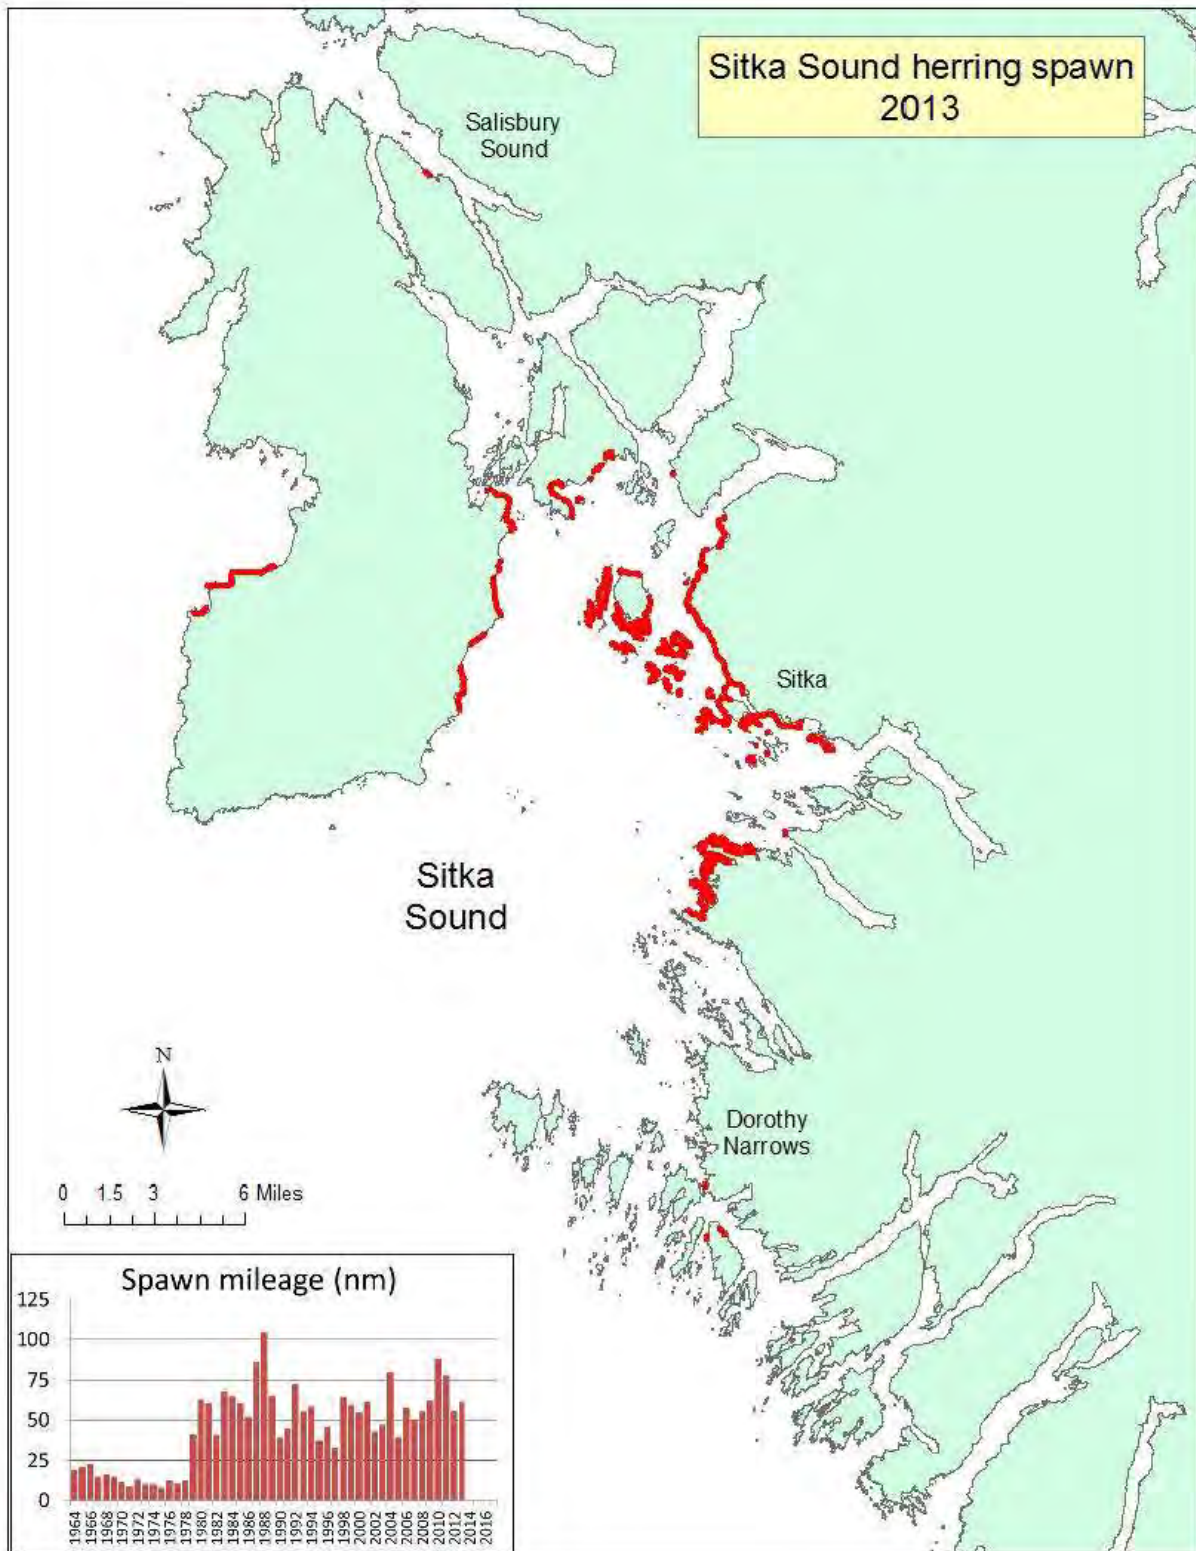 Sitka Sound herring spawn
2013
Salisbury
Sound
Sitka
Sitka
Sound
N
Dorothy
Narrows
0 1.5 3 6 Miles
Spawn mileage (nm)
125
100
75
50
25
0
1964 1966 1968 1970 1972 1974 1976 1978 1980 1982 1984 1986 1988 1990 1992 1994 1996 1998 2000 2002 2004 2006 2008 2010 2012 2014 2016